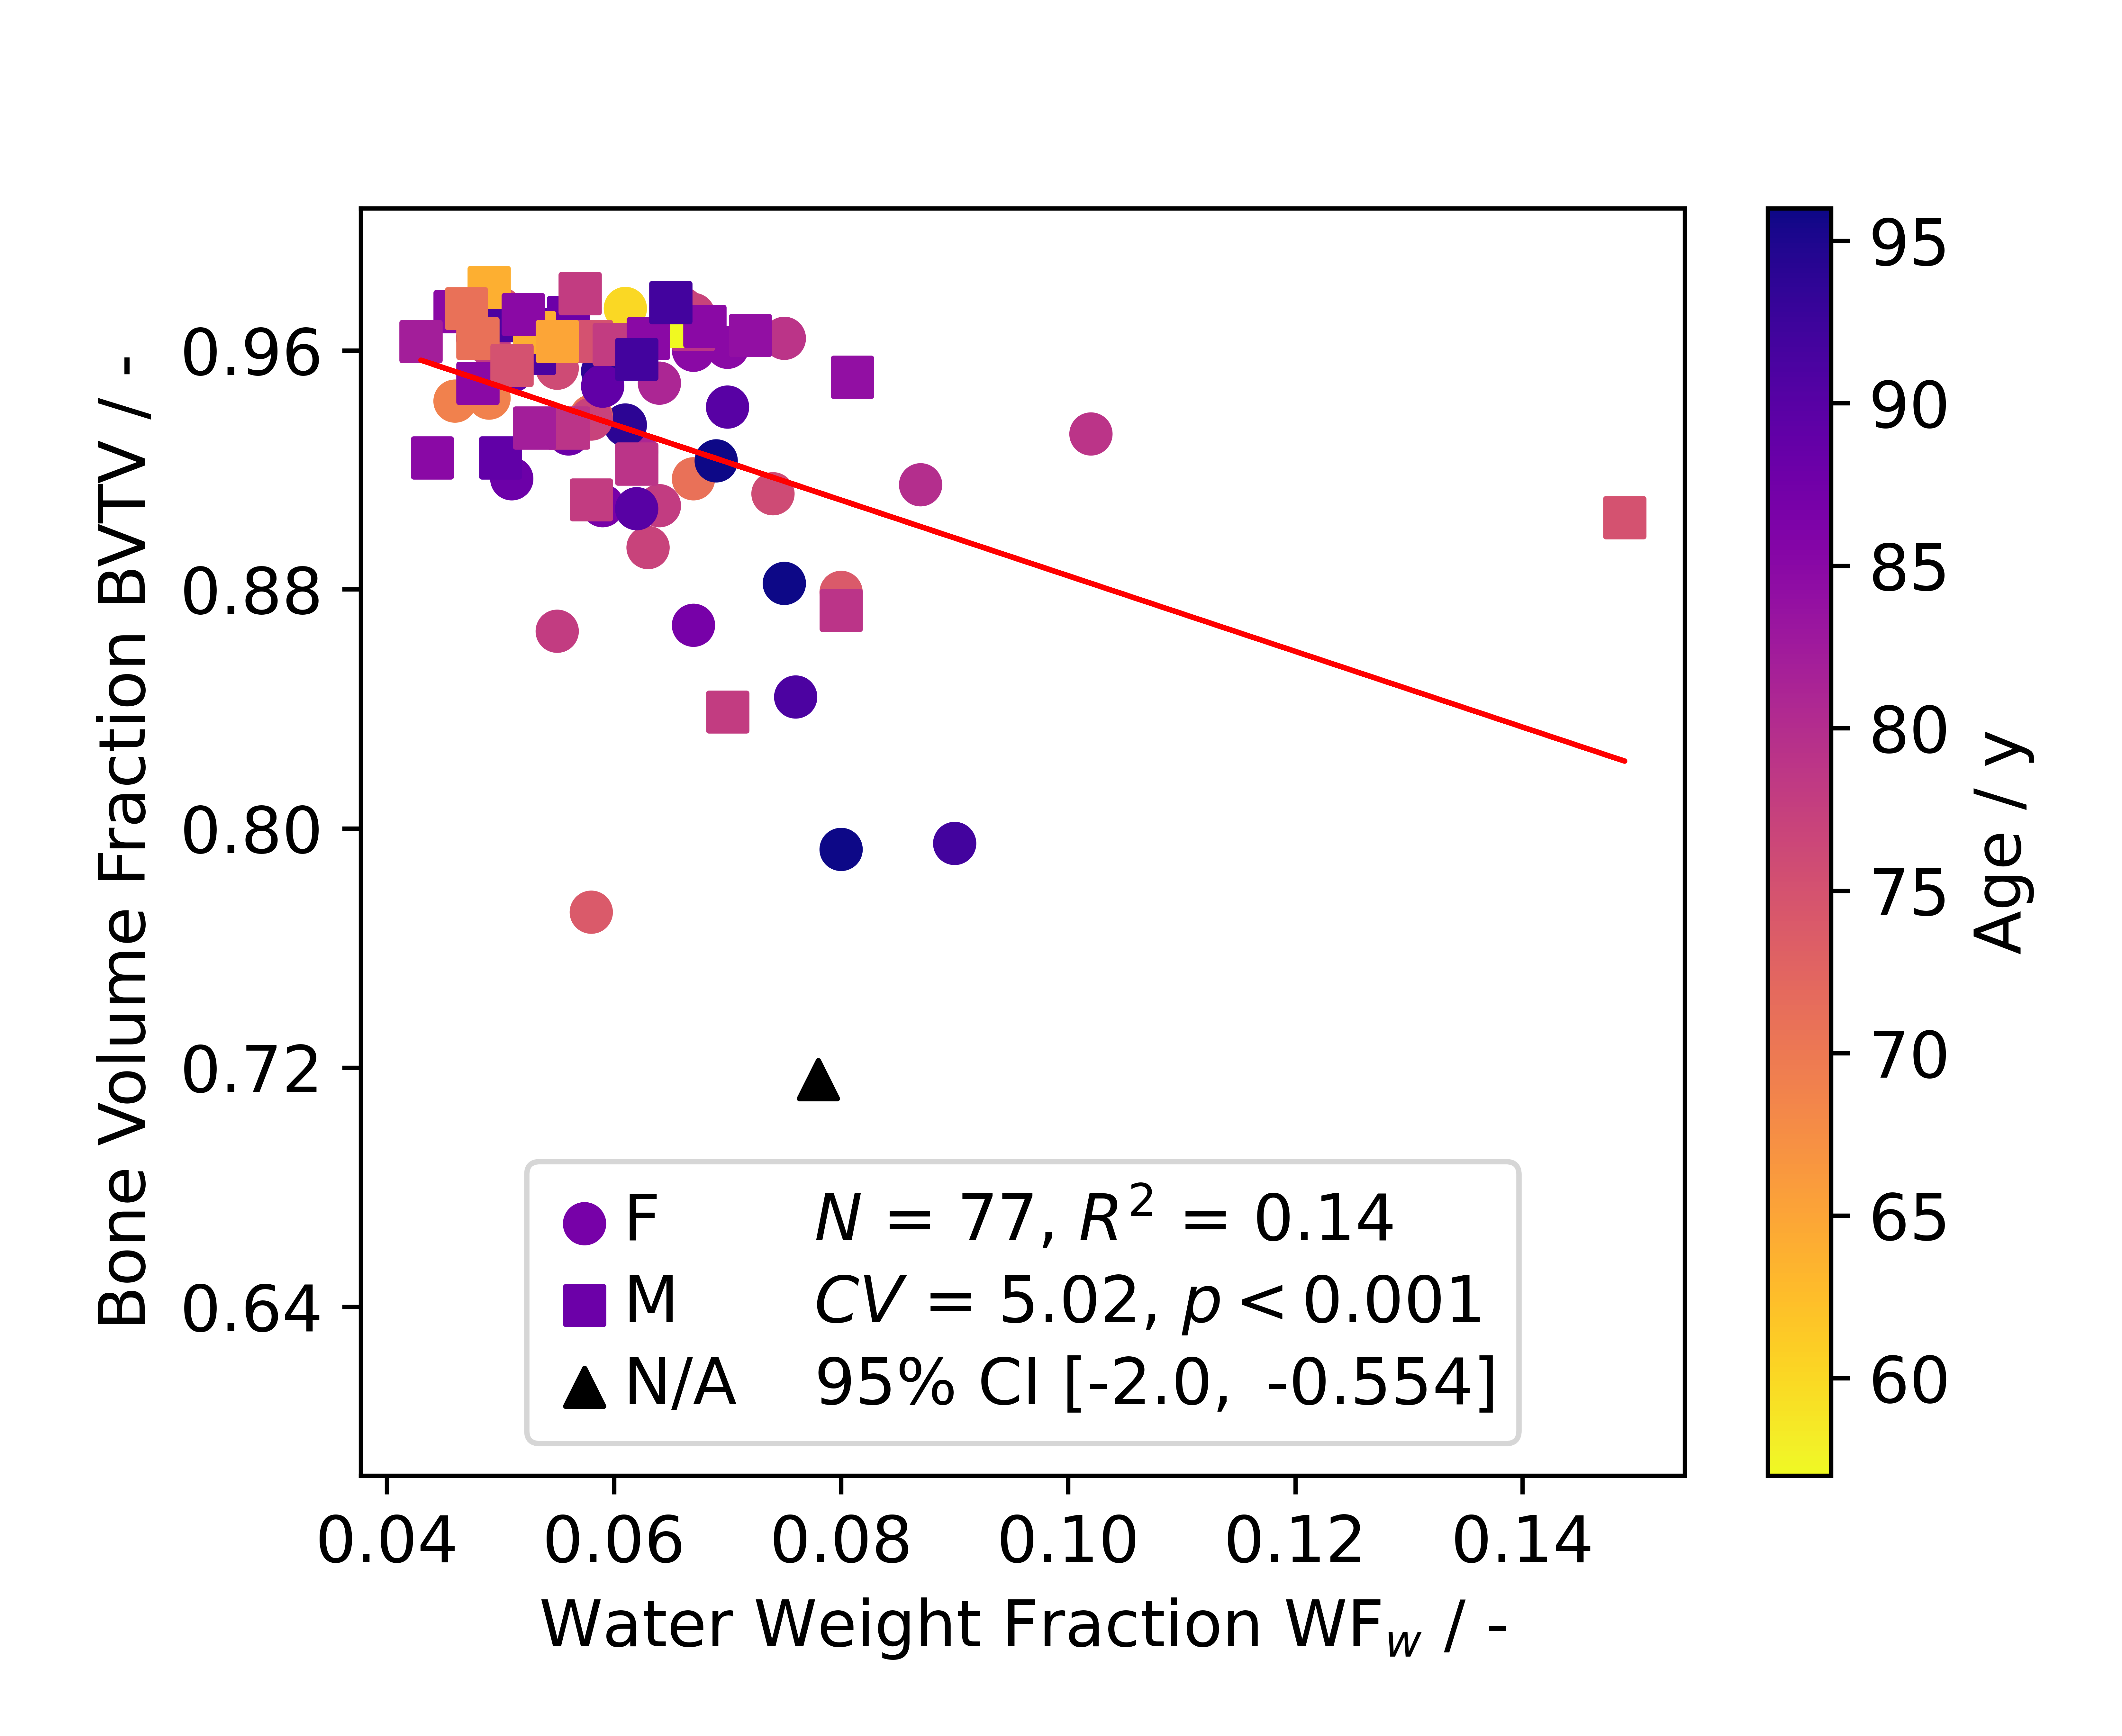 Bone Volume Fraction BVTV / -
0.96
0.88
0.80
0.72
0.64
F N = 77, R² = 0.14
M CV = 5.02, p < 0.001
N/A 95% CI [-2.0, -0.554]
0.04 0.06 0.08 0.10 0.12 0.14
Water Weight Fraction WF_w / -
95
90
85
80
75
70
65
60
Age / y